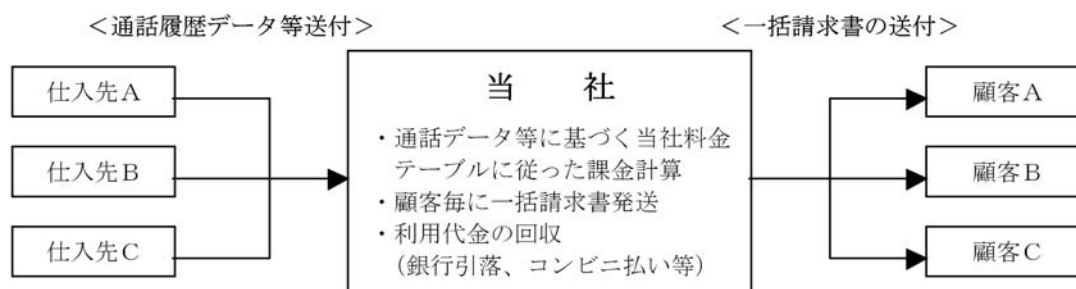 ＜通話履歴データ等送付＞
＜一括請求書の送付＞
仕入先A
仕入先B
仕入先C
当　　社
・通話データ等に基づく当社料金
テーブルに従った課金計算
・顧客毎に一括請求書発送
・利用代金の回収
（銀行引落、コンビニ払い等）
顧客A
顧客B
顧客C